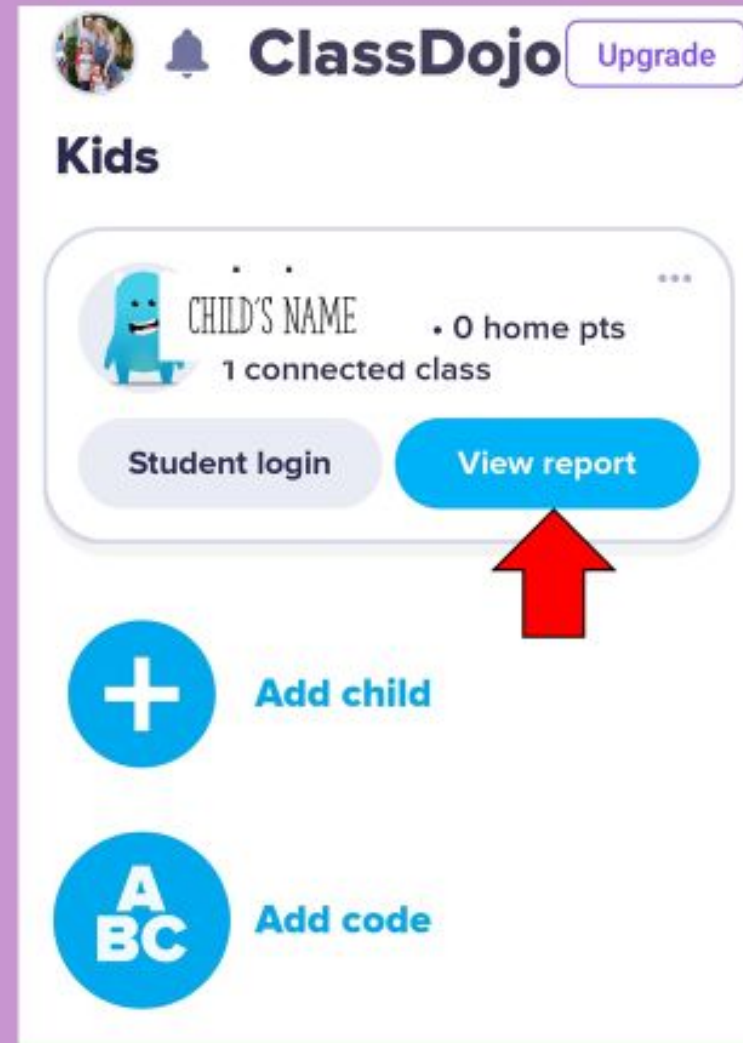 ClassDojo Upgrade
Kids
CHILD'S NAME • 0 home pts
1 connected class
Student login View report
Add child
A
BC
Add code